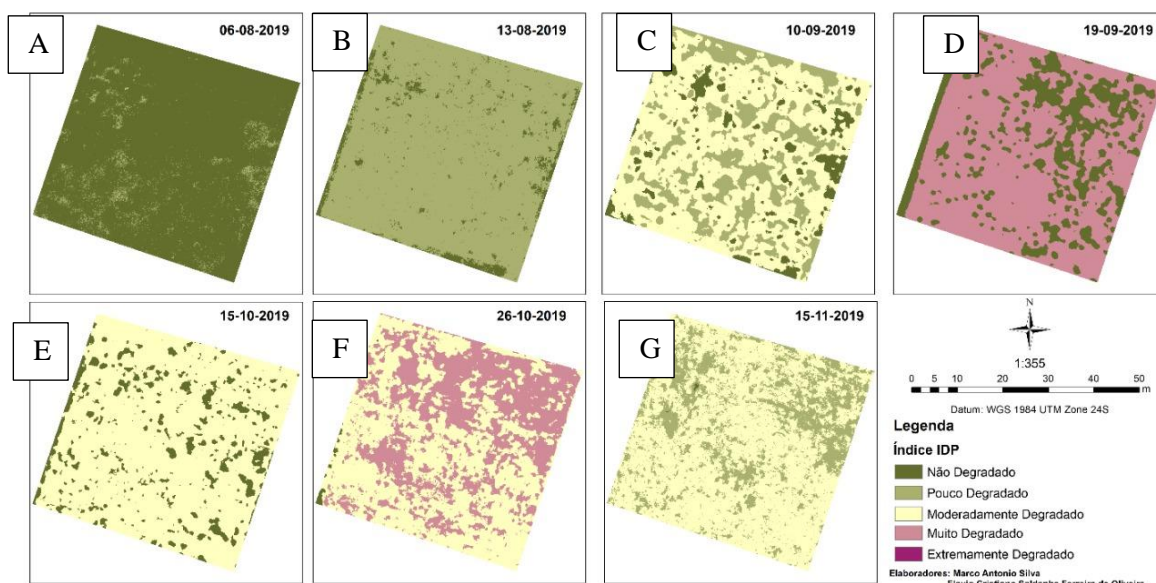 A
06-08-2019
B
13-08-2019
C
10-09-2019
D
19-09-2019
E
15-10-2019
F
26-10-2019
G
15-11-2019
N
1:355
0 5 10 20 30 40 50
m
Datum: WGS 1984 UTM Zone 24S
Legenda
Índice IDP
Não Degradado
Pouco Degradado
Moderadamente Degradado
Muito Degradado
Extremamente Degradado
Elaboradores: Marco Antonio Silva